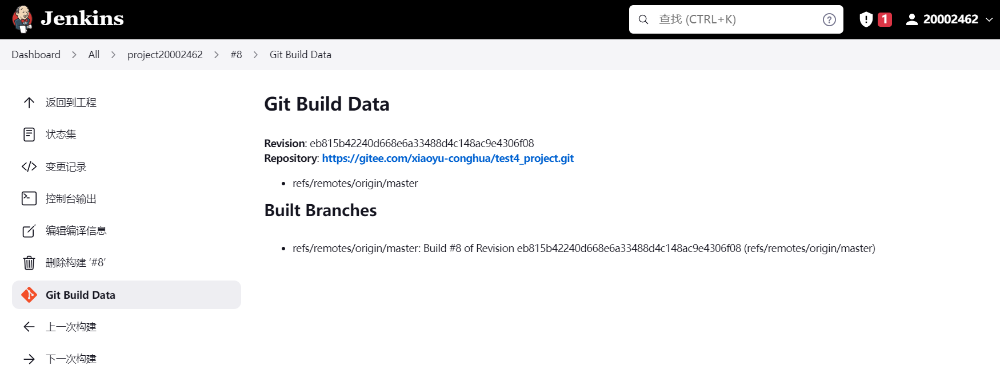 Jenkins
查找 (CTRL+K)
1
20002462
Dashboard
All
project20002462
#8
Git Build Data
返回到工程
状态集
变更记录
控制台输出
编辑编译信息
删除构建 ‘#8’
Git Build Data
上一次构建
下一次构建
Git Build Data
Revision: eb815b42240d668e6a33488d4c148ac9e4306f08
Repository: https://gitee.com/xiaoyu-conghua/test4_project.git
refs/remotes/origin/master
Built Branches
refs/remotes/origin/master: Build #8 of Revision eb815b42240d668e6a33488d4c148ac9e4306f08 (refs/remotes/origin/master)